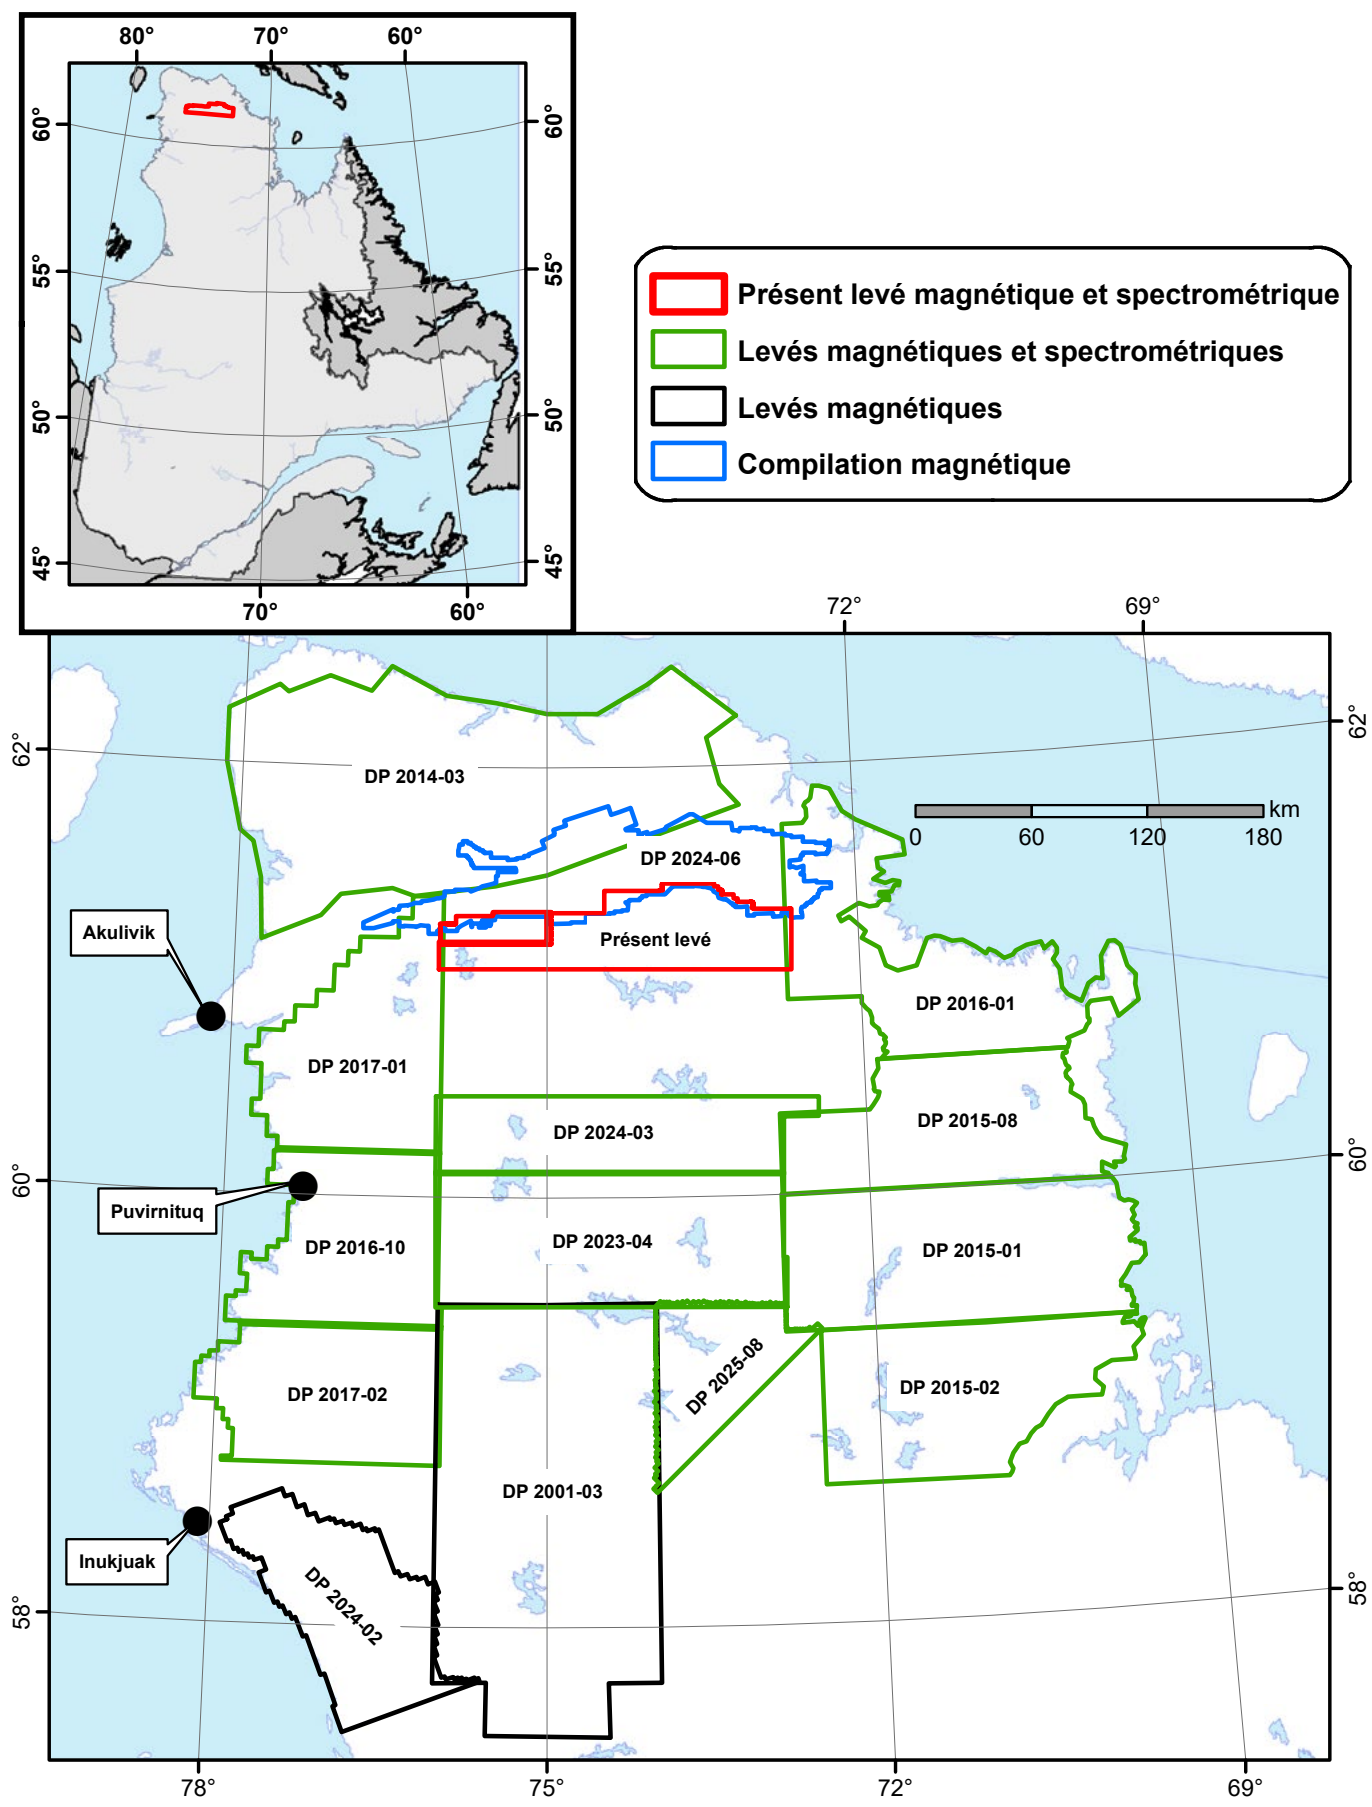 80° 70° 60°
60° 60°
55° 55°
50° 50°
45° 45°
70° 60°
Présent levé magnétique et spectrométrique
Levés magnétiques et spectrométriques
Levés magnétiques
Compilation magnétique
72° 69°
62° 62°
DP 2014-03
km
0 60 120 180
DP 2024-06
Akulivik
Présent levé
DP 2016-01
DP 2017-01
DP 2015-08
DP 2024-03
60° 60°
Puvirnituq
DP 2016-10
DP 2023-04
DP 2015-01
DP 2025-08
DP 2017-02
DP 2015-02
DP 2001-03
Inukjuak
DP 2024-02
58° 58°
78° 75° 72° 69°